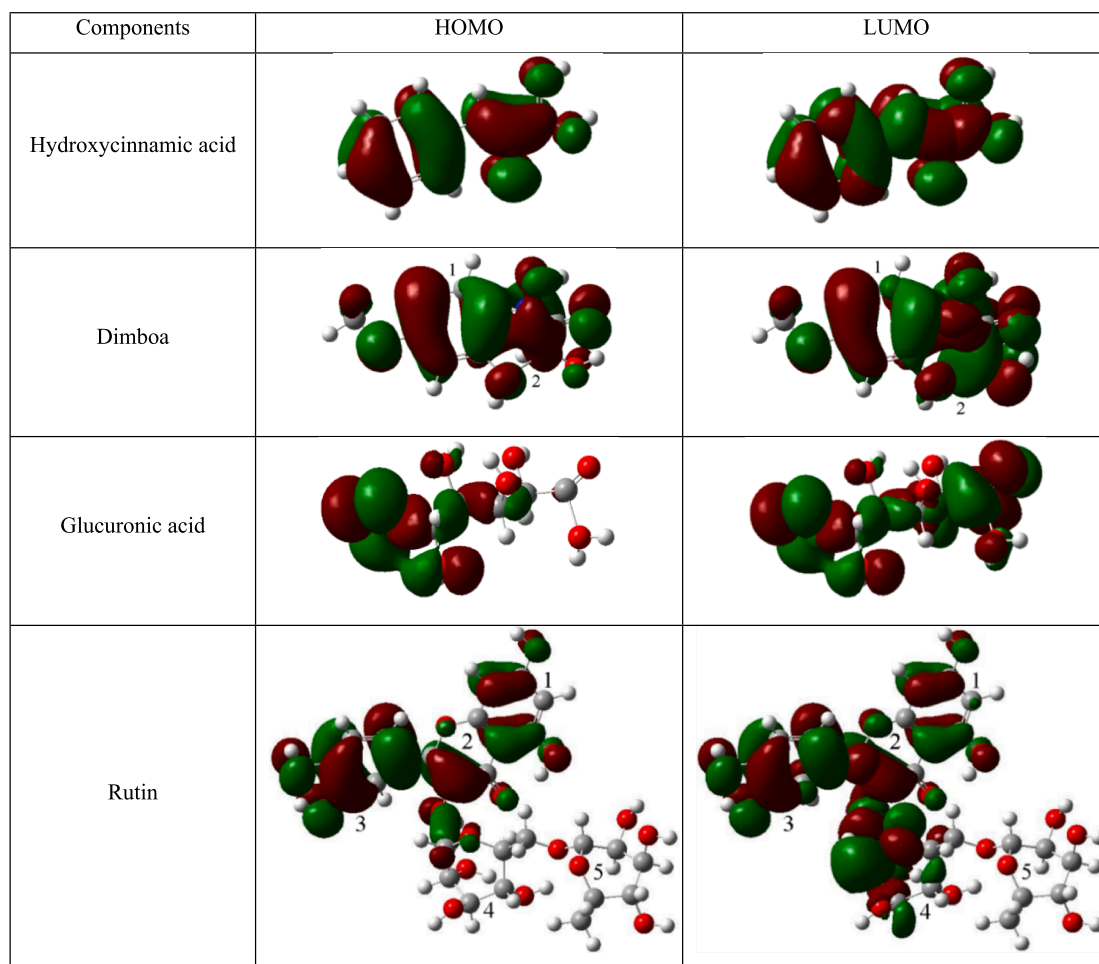 Components HOMO LUMO
Hydroxycinnamic acid
Dimboa 1 2 1 2
Glucuronic acid
Rutin 1 2 3 4 5 1 2 3 4 5